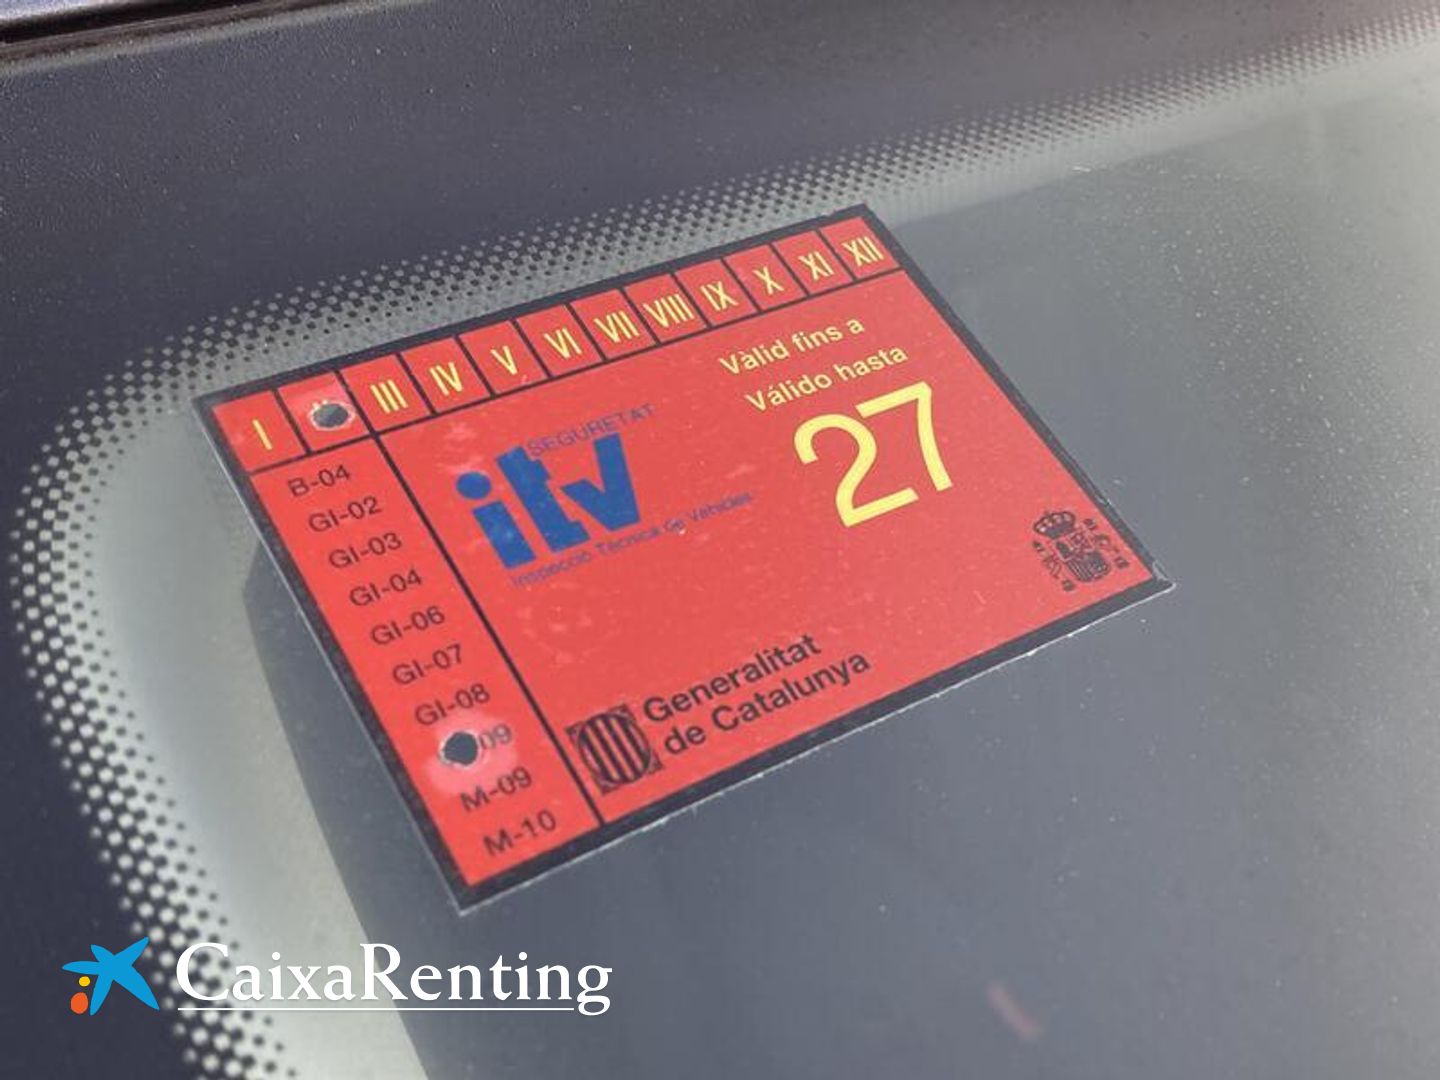 I III IV V VI VII VIII IX X XI XII
Vàlid fins a
Válido hasta
27
SEGURETAT
itv
Inspecció Tècnica de Vehicles
B-04
GI-02
GI-03
GI-04
GI-06
GI-07
GI-08
09
M-09
M-10
Generalitat
de Catalunya
CaixaRenting